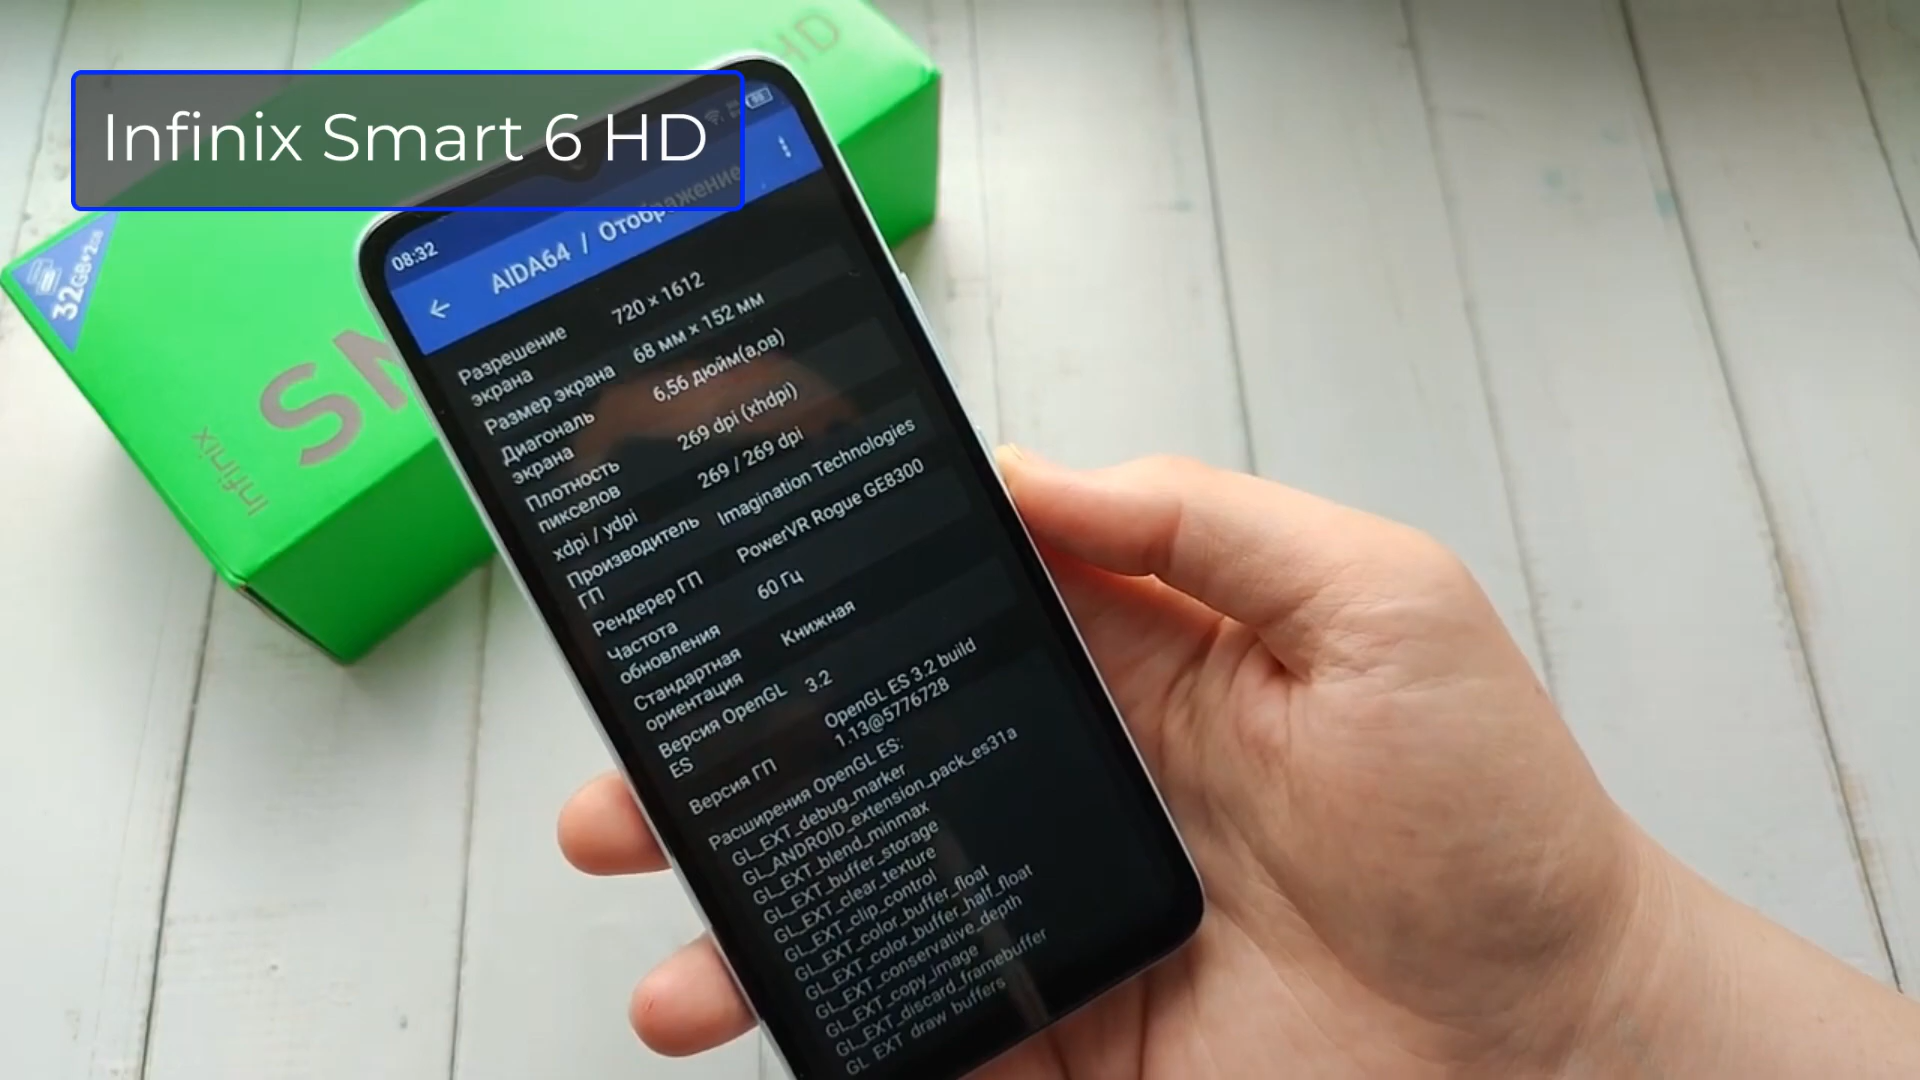 HD
Infinix Smart 6 HD
32GB+2GB
SM
Infinix
08:32
AIDA64 / Отображение
Разрешение экрана 720 × 1612
Размер экрана 68 мм × 152 мм
Диагональ экрана 6,56 дюйм(а,ов)
Плотность пикселов 269 dpi (xhdpi)
xdpi / ydpi 269 / 269 dpi
Производитель ГП Imagination Technologies
Рендерер ГП PowerVR Rogue GE8300
Частота обновления 60 Гц
Стандартная ориентация Книжная
Версия OpenGL ES 3.2
Версия ГП OpenGL ES 3.2 build 1.13@5776728
Расширения OpenGL ES:
GL_EXT_debug_marker
GL_ANDROID_extension_pack_es31a
GL_EXT_blend_minmax
GL_EXT_buffer_storage
GL_EXT_clear_texture
GL_EXT_clip_control
GL_EXT_color_buffer_float
GL_EXT_color_buffer_half_float
GL_EXT_conservative_depth
GL_EXT_copy_image
GL_EXT_discard_framebuffer
GL_EXT_draw_buffers